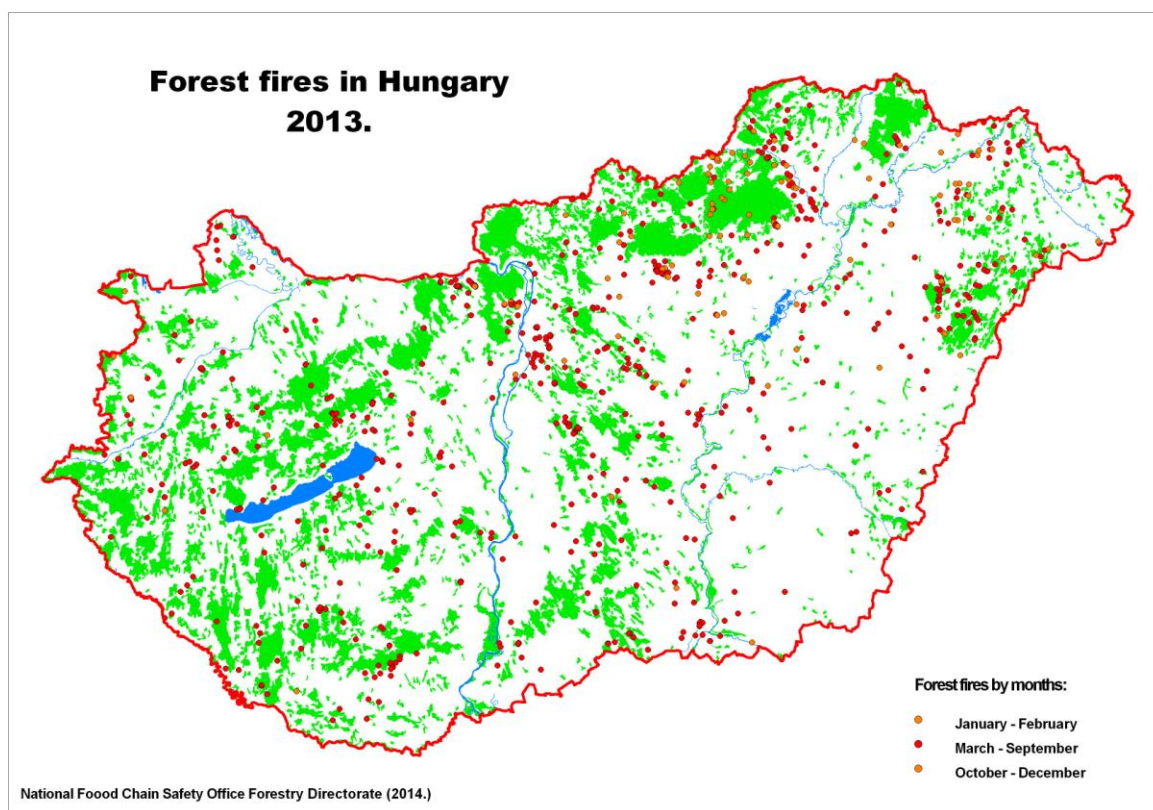 Forest fires in Hungary
2013.
Forest fires by months:
January - February
March - September
October - December
National Foood Chain Safety Office Forestry Directorate (2014.)